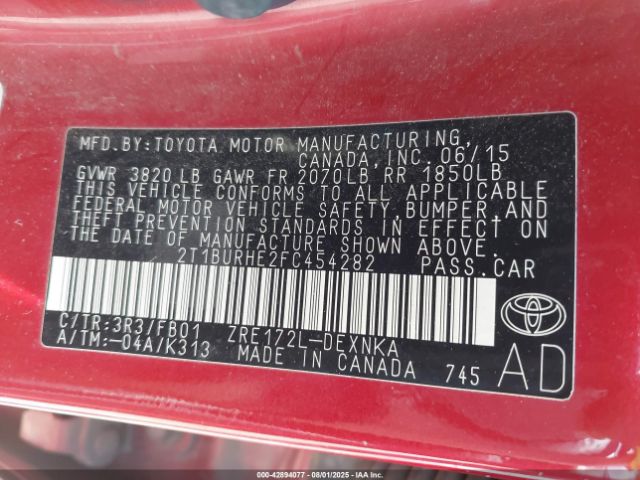 MFD.BY:TOYOTA MOTOR MANUFACTURING,
CANADA,INC. 06/15
GVWR 3820 LB GAWR FR 2070LB RR 1850LB
THIS VEHICLE CONFORMS TO ALL APPLICABLE
FEDERAL MOTOR VEHICLE SAFETY,BUMPER,AND
THEFT PREVENTION STANDARDS IN EFFECT ON
THE DATE OF MANUFACTURE SHOWN ABOVE.
2T1BURHE2FC454282 PASS.CAR
C/TR:3R3/FB01 ZRE172L-DEXNKA
A/TM:-04A/K313 MADE IN CANADA 745
AD
000-42894077 - 08/01/2025 - IAAI.COM